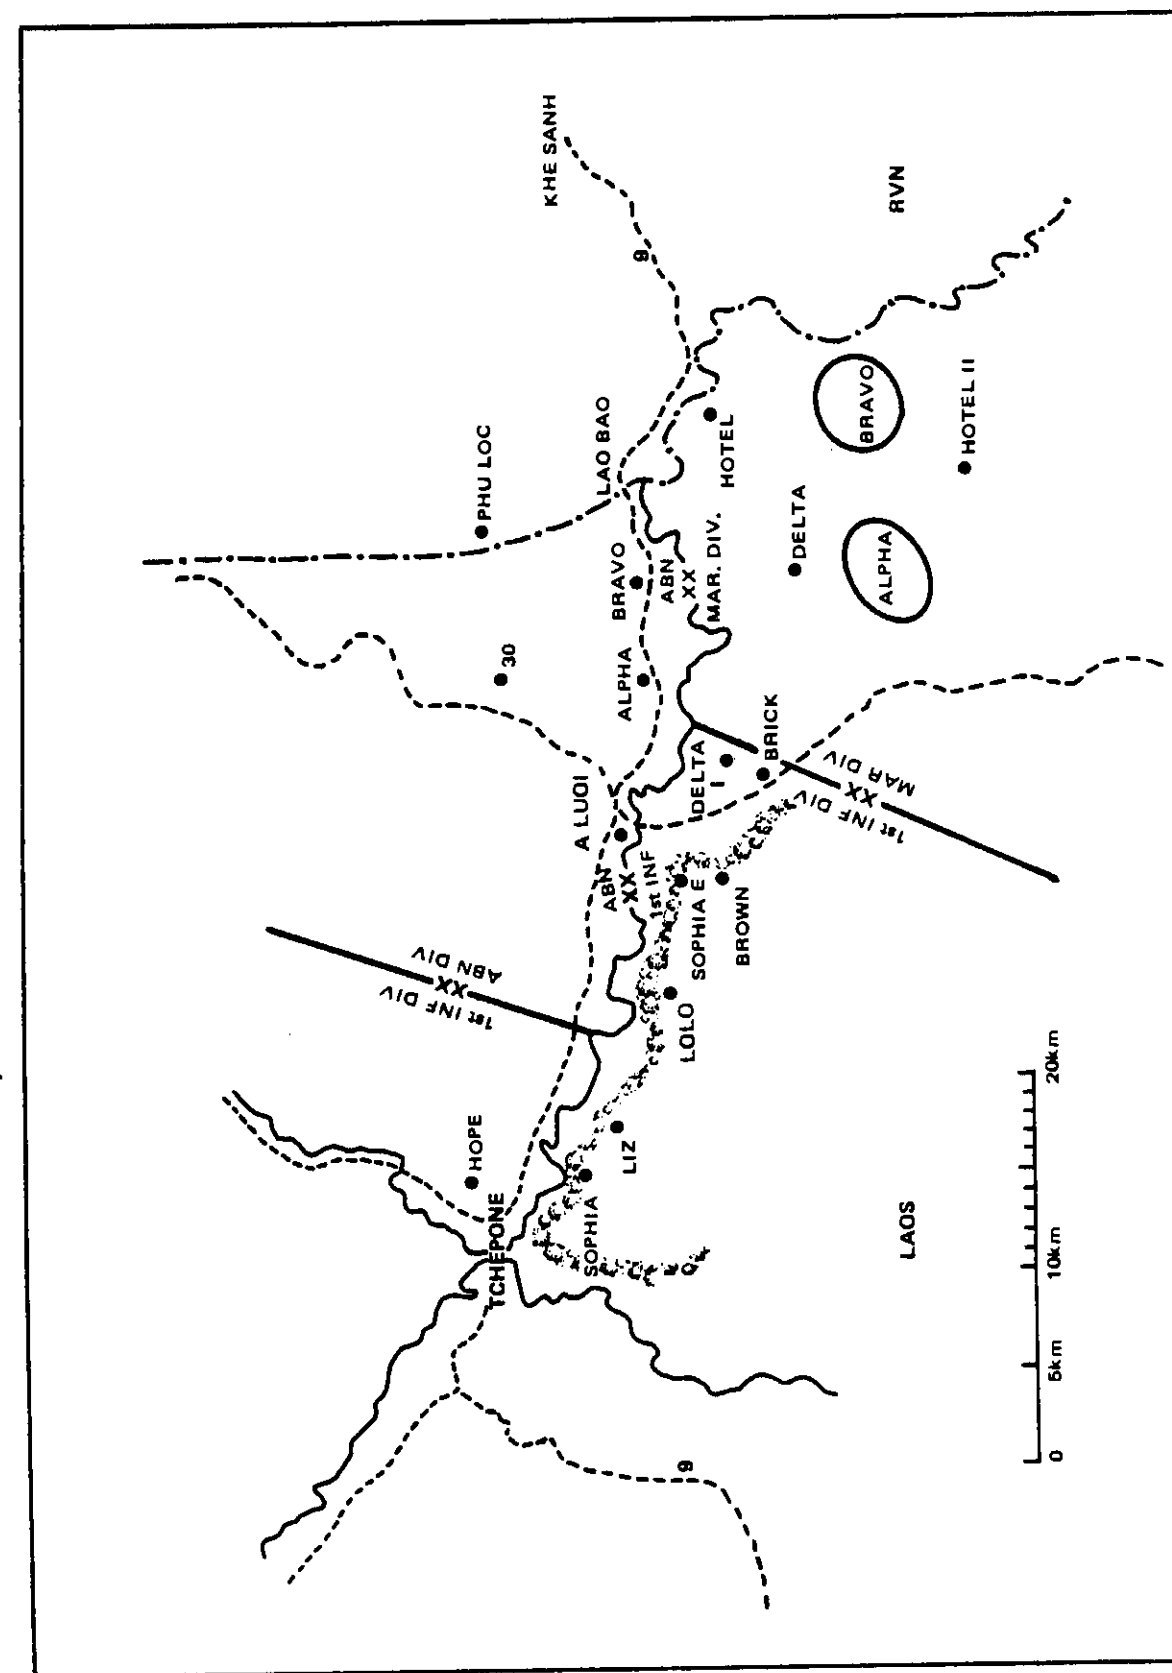 KHE SANH
9
RVN
PHU LOC
LAO BAO
HOTEL
BRAVO
HOTEL II
BRAVO
ABN
XX
MAR. DIV.
DELTA
ALPHA
30
ALPHA
A LUOI
DELTA
I
BRICK
MAR DIV
XX
1st INF DIV
ABN
XX
1st INF
SOPHIA E
BROWN
ABN DIV
XX
1st INF DIV
LOLO
HOPE
LIZ
TCHEPONE
SOPHIA
LAOS
9
0
5km
10km
20km